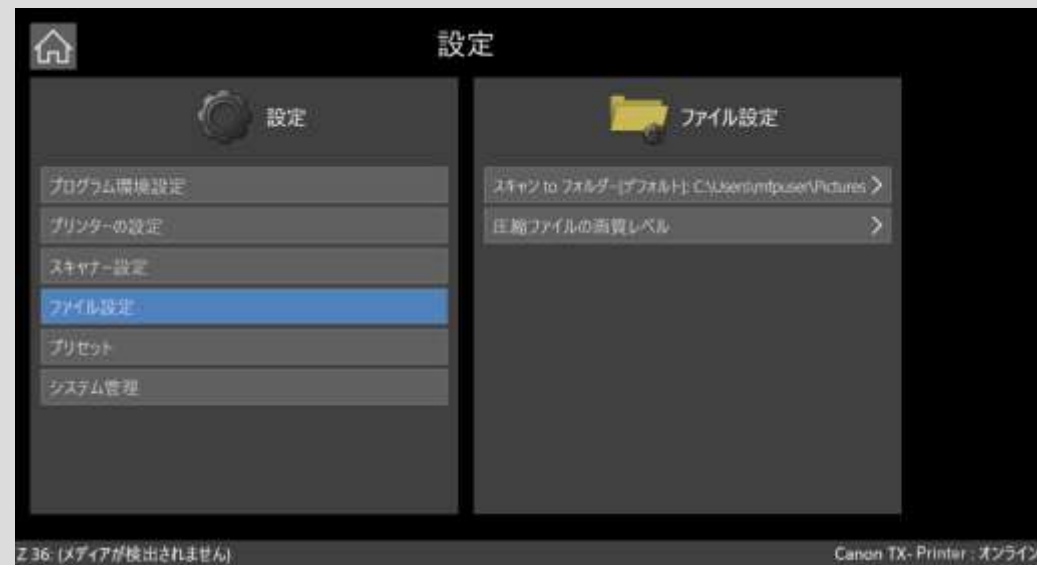 設定
設定
プログラム環境設定
プリンターの設定
スキャナー設定
ファイル設定
プリセット
システム管理
ファイル設定
スキャン to フォルダー[デフォルト]: C:\Users\mfpuser\Pictures >
圧縮ファイルの画質レベル >
Z 36: (メディアが検出されません)
Canon TX- Printer : オンライン